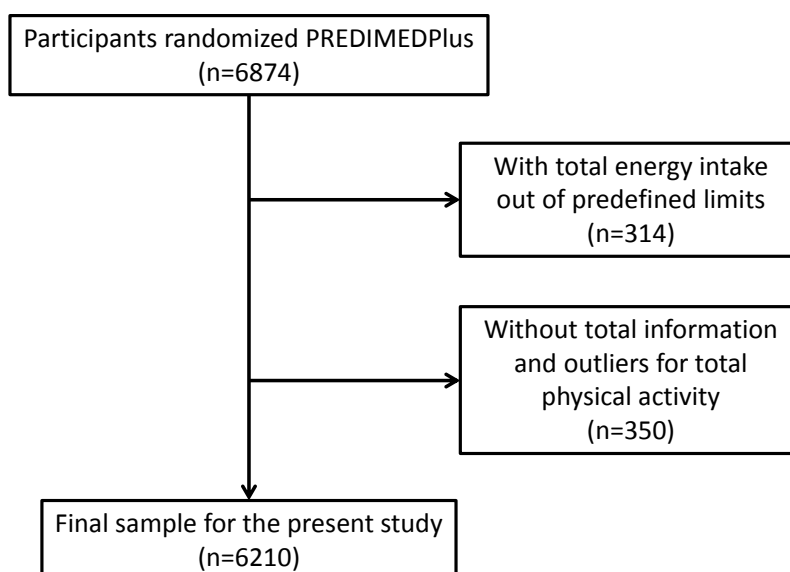 Participants randomized PREDIMEDPlus
(n=6874)
With total energy intake
out of predefined limits
(n=314)
Without total information
and outliers for total
physical activity
(n=350)
Final sample for the present study
(n=6210)